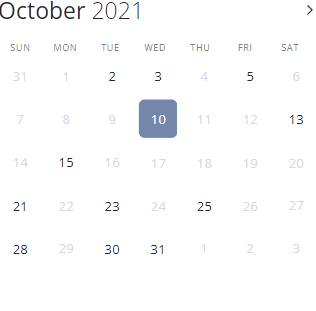 October 2021
SUN MON TUE WED THU FRI SAT
31 1 2 3 4 5 6
7 8 9 10 11 12 13
14 15 16 17 18 19 20
21 22 23 24 25 26 27
28 29 30 31 1 2 3